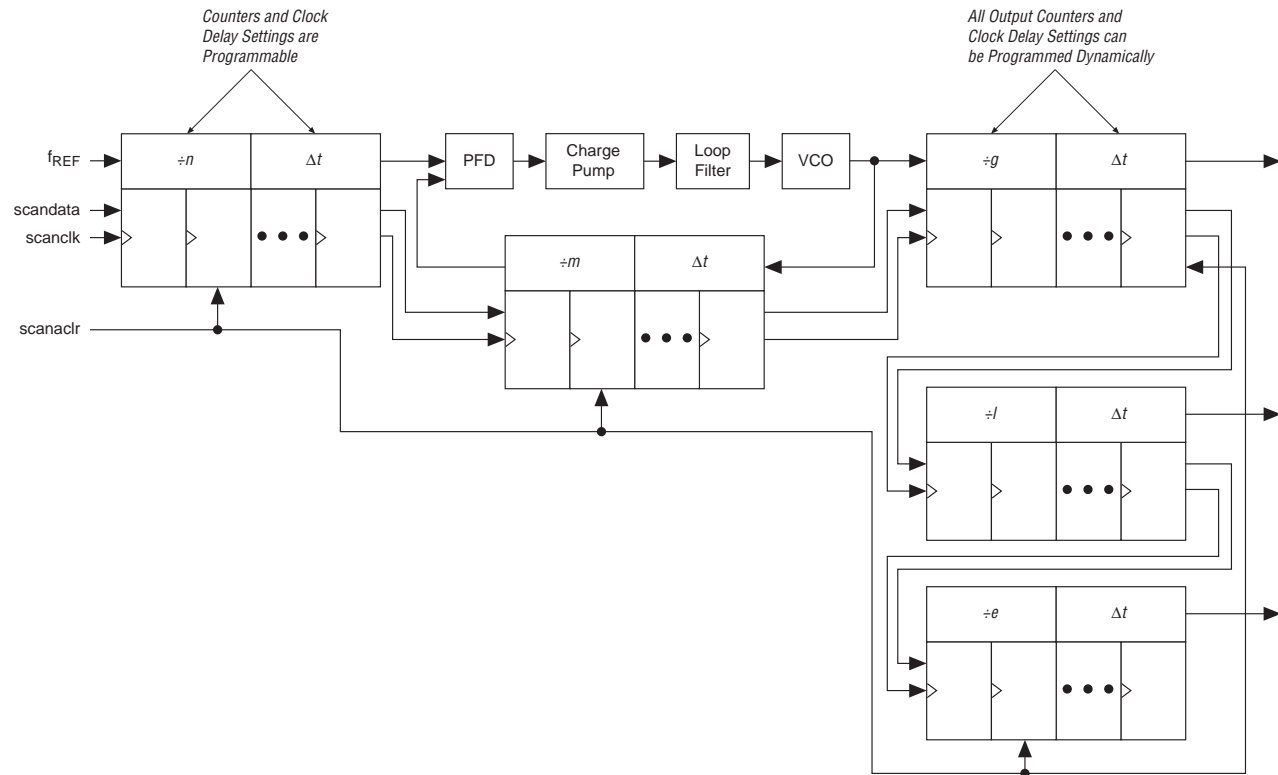 Counters and Clock
Delay Settings are
Programmable
All Output Counters and
Clock Delay Settings can
be Programmed Dynamically
fREF
÷n
Δt
PFD
Charge
Pump
Loop
Filter
VCO
÷g
Δt
scandata
scanclk
÷m
Δt
scanaclr
÷l
Δt
÷e
Δt